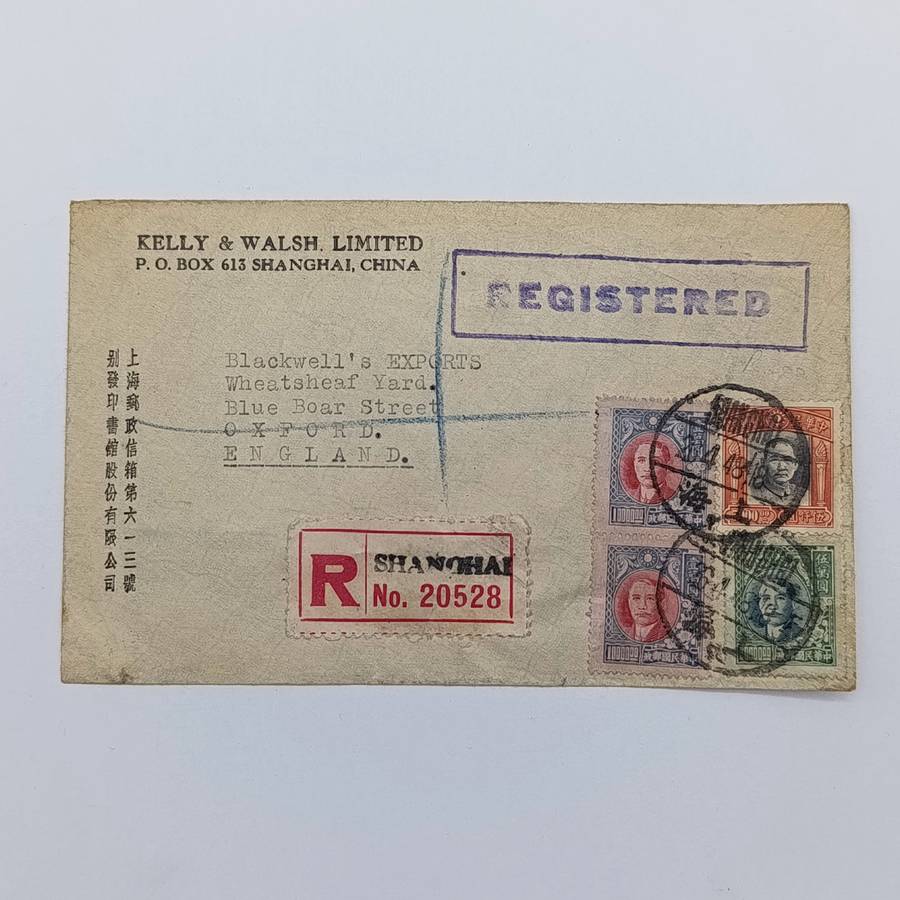 KELLY & WALSH, LIMITED
P. O. BOX 613 SHANGHAI, CHINA
REGISTERED
上海郵政信箱第六一三號
別發印書館股份有限公司
Blackwell's EXPORTS
Wheatsheaf Yard.
Blue Boar Street
OXFORD.
ENGLAND.
R
SHANGHAI
No. 20528
上海